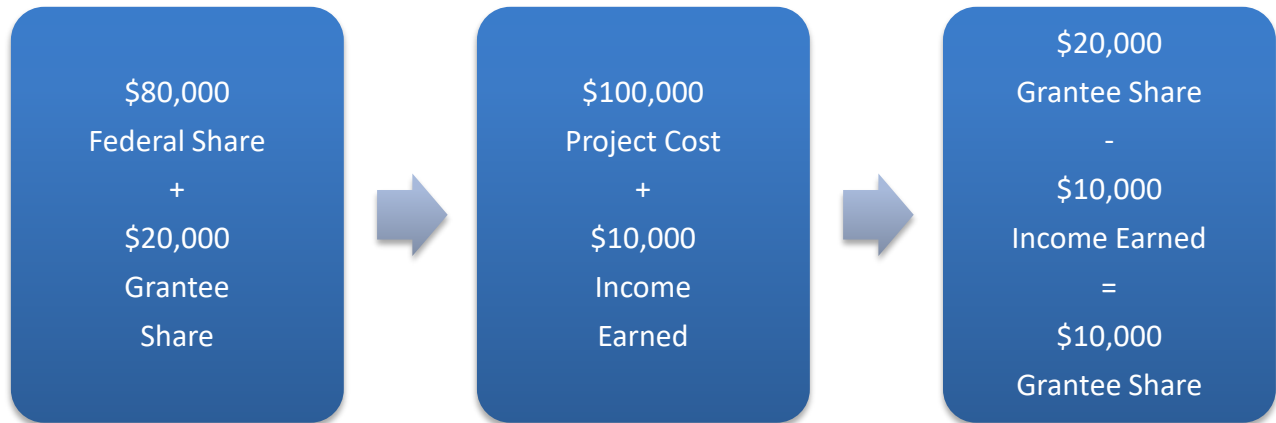 $80,000
Federal Share
+
$20,000
Grantee
Share
$100,000
Project Cost
+
$10,000
Income
Earned
$20,000
Grantee Share
-
$10,000
Income Earned
=
$10,000
Grantee Share